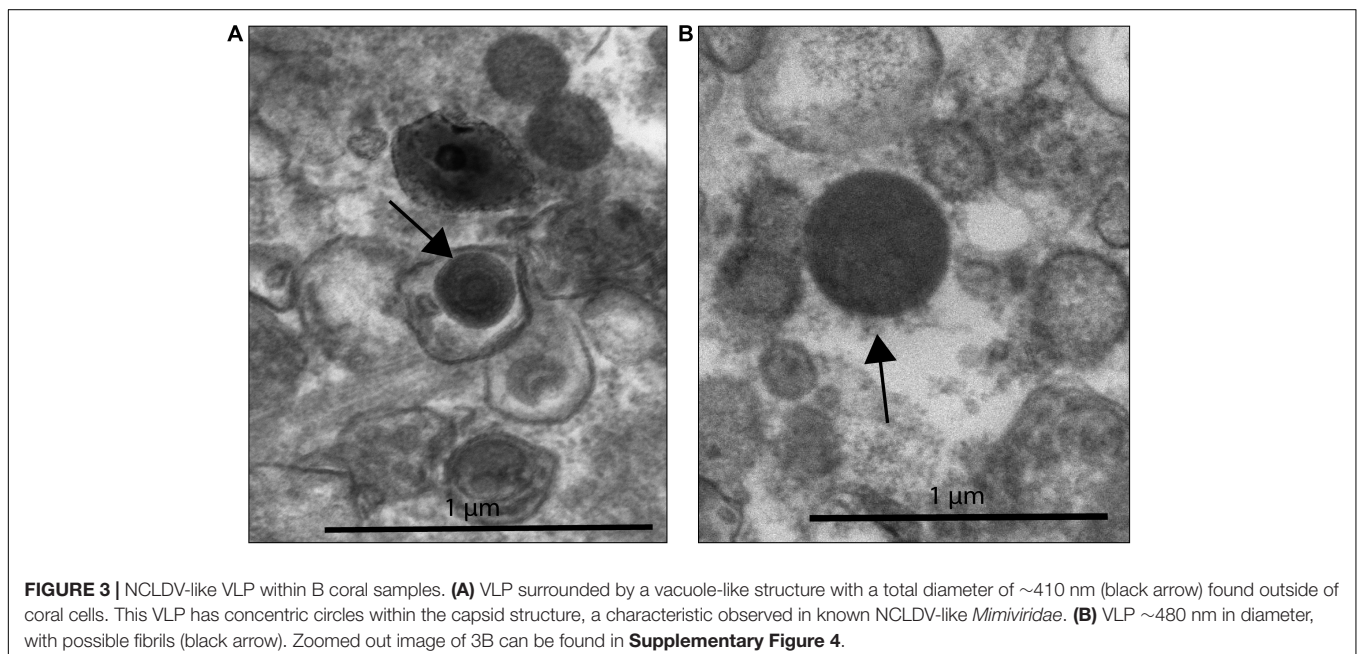 A
B
1 µm
1 µm
FIGURE 3 | NCLDV-like VLP within B coral samples. (A) VLP surrounded by a vacuole-like structure with a total diameter of ∼410 nm (black arrow) found outside of
coral cells. This VLP has concentric circles within the capsid structure, a characteristic observed in known NCLDV-like Mimiviridae. (B) VLP ∼480 nm in diameter,
with possible fibrils (black arrow). Zoomed out image of 3B can be found in Supplementary Figure 4.